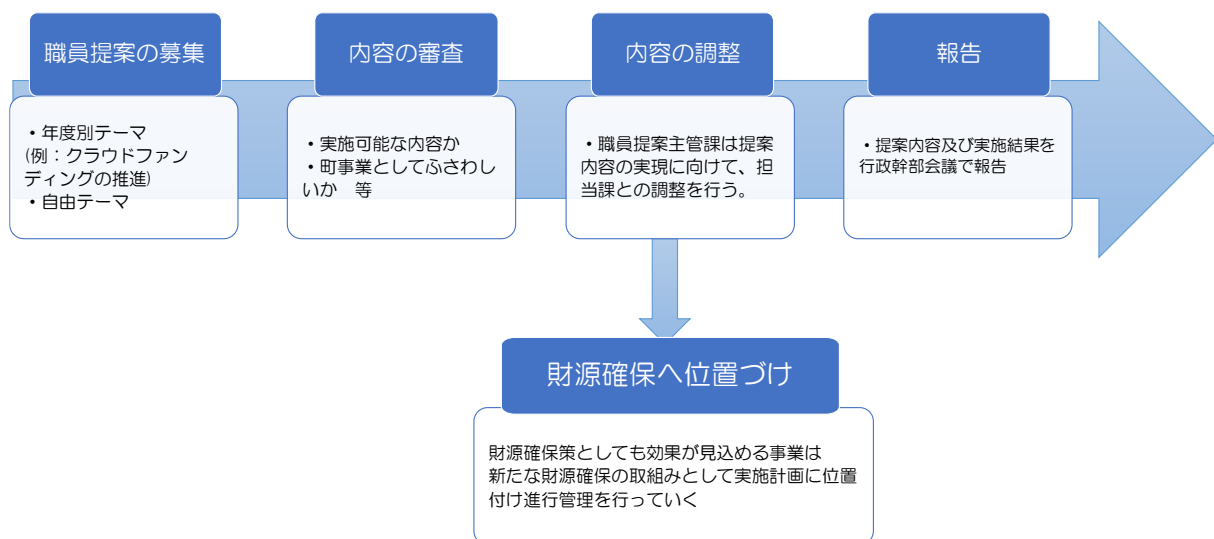 職員提案の募集
・年度別テーマ
(例：クラウドファン
ディングの推進)
・自由テーマ
内容の審査
・実施可能な内容か
・町事業としてふさわし
いか　等
内容の調整
・職員提案主管課は提案
内容の実現に向けて、担
当課との調整を行う。
報告
・提案内容及び実施結果を
行政幹部会議で報告
財源確保へ位置づけ
財源確保策としても効果が見込める事業は
新たな財源確保の取組みとして実施計画に位置
付け進行管理を行っていく